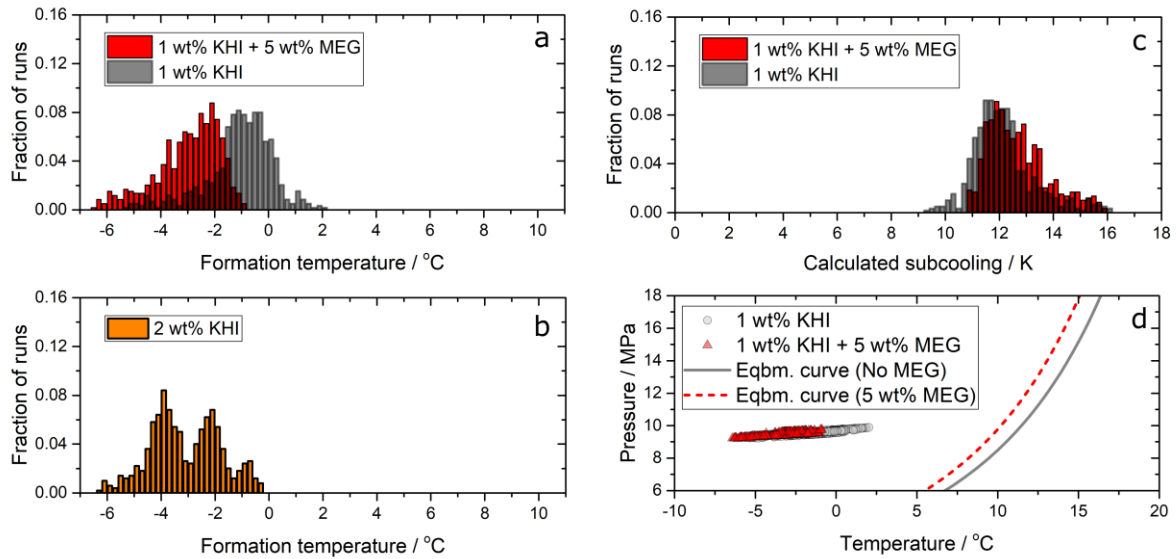 a
1 wt% KHI + 5 wt% MEG
1 wt% KHI
Fraction of runs
0.16
0.12
0.08
0.04
0.00
-6 -4 -2 0 2 4 6 8 10
Formation temperature / °C
c
1 wt% KHI + 5 wt% MEG
1 wt% KHI
Fraction of runs
0.16
0.12
0.08
0.04
0.00
0 2 4 6 8 10 12 14 16 18
Calculated subcooling / K
b
2 wt% KHI
Fraction of runs
0.16
0.12
0.08
0.04
0.00
-6 -4 -2 0 2 4 6 8 10
Formation temperature / °C
d
1 wt% KHI
1 wt% KHI + 5 wt% MEG
Eqbm. curve (No MEG)
Eqbm. curve (5 wt% MEG)
Pressure / MPa
18
16
14
12
10
8
6
-10 -5 0 5 10 15 20
Temperature / °C